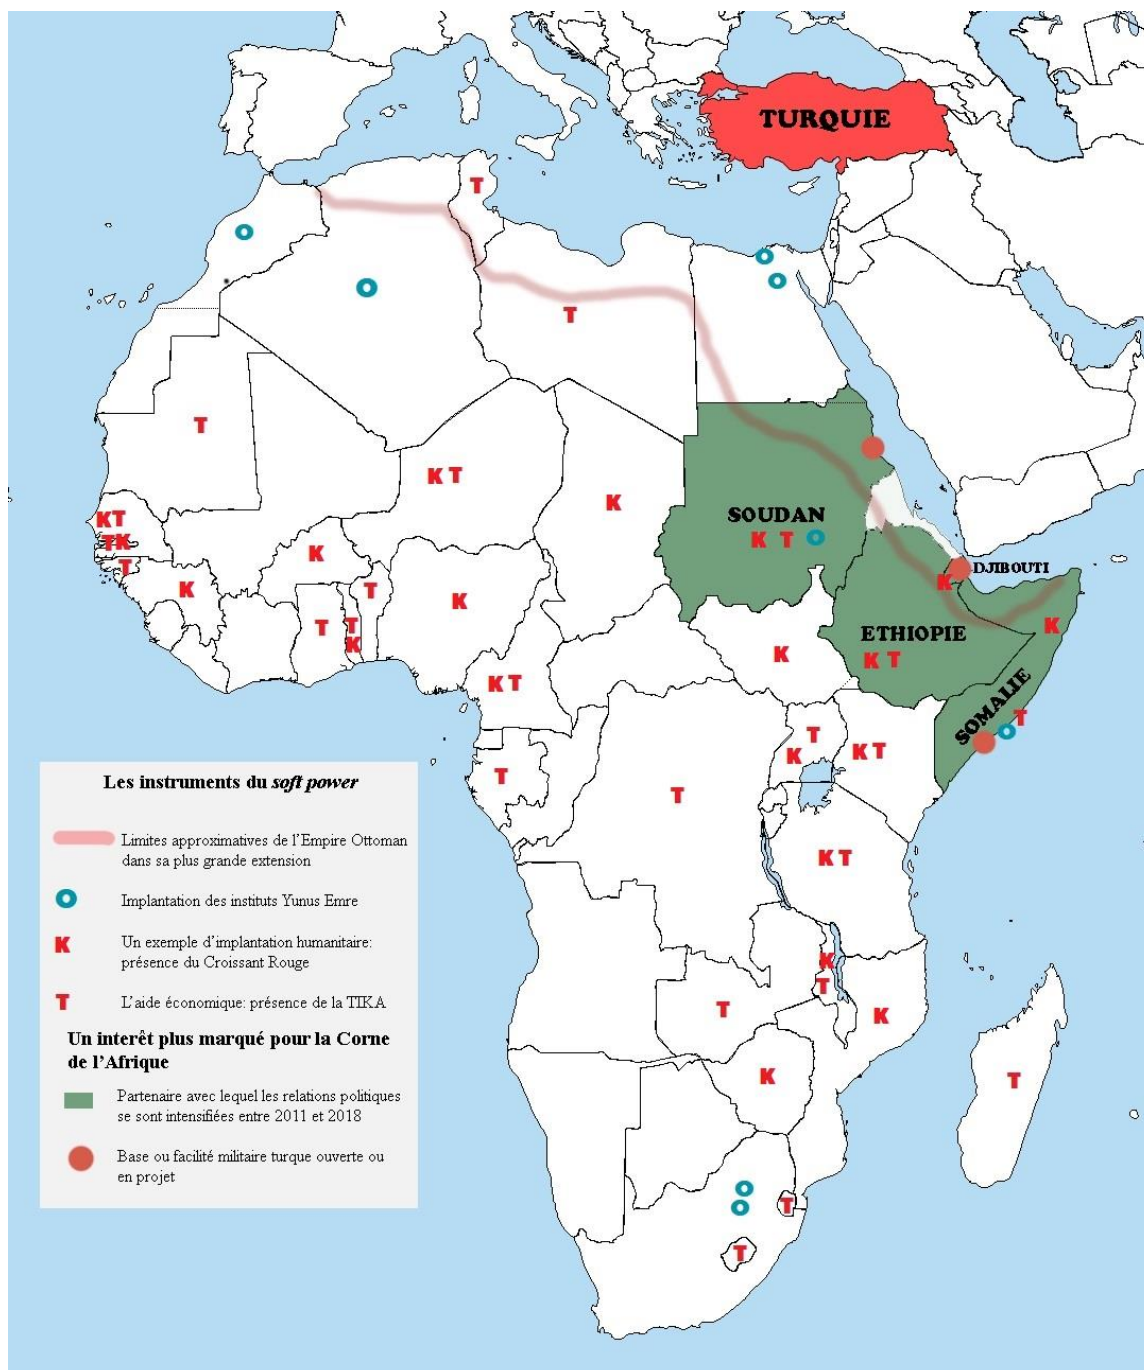 TURQUIE
T
T
T
K T
K
SOUDAN
K T
K T
T K
K
T
DJIBOUTI
K
K
T
K
T
T
K
ETHIOPIE
K
K
K T
K T
SOMALIE
T
T
K T
K
T
T
K T
K
T
T
K
K
T
T
T
Les instruments du soft power
Limites approximatives de l'Empire Ottoman
dans sa plus grande extension
Implantation des instituts Yunus Emre
K
Un exemple d'implantation humanitaire:
présence du Croissant Rouge
T
L'aide économique: présence de la TIKA
Un interêt plus marqué pour la Corne
de l'Afrique
Partenaire avec lequel les relations politiques
se sont intensifiées entre 2011 et 2018
Base ou facilité militaire turque ouverte ou
en projet